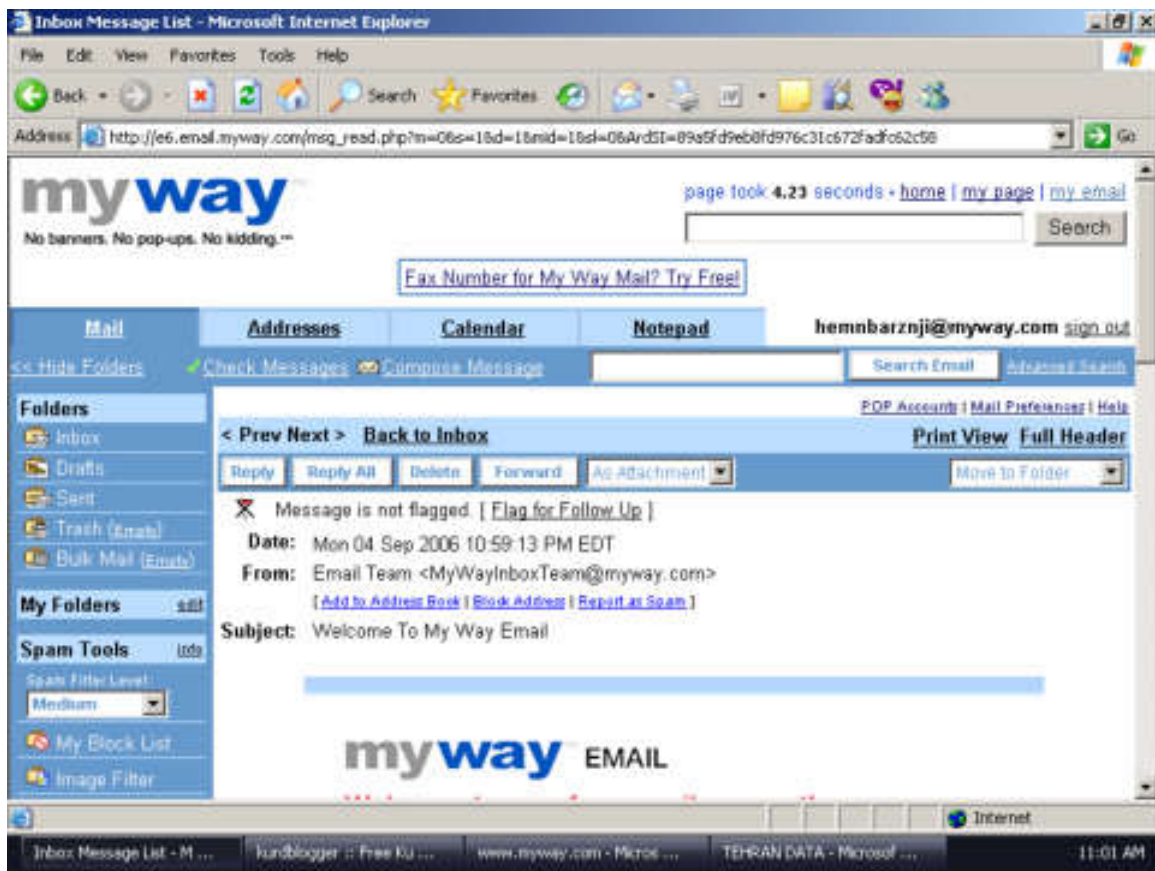 Inbox Message List - Microsoft Internet Explorer
File Edit View Favorites Tools Help
Back Search Favorites
Address http://e6.email.myway.com/msg_read.php?m=0&s=1&d=1&mid=1&sl=0&ArdSI=89a5fd9eb8fd976c31c672fadfc62c58 Go
my way
No banners. No pop-ups. No kidding.™
page took 4.23 seconds - home | my page | my email
Search
Fax Number for My Way Mail? Try Free!
Mail Addresses Calendar Notepad hemnbarznji@myway.com sign out
<< Hide Folders Check Messages Compose Message Search Email Advanced Search
POP Accounts | Mail Preferences | Help
Folders
Inbox
Drafts
Sent
Trash (Empty)
Bulk Mail (Empty)
My Folders edit
Spam Tools info
Spam Filter Level:
Medium
My Block List
Image Filter
< Prev Next > Back to Inbox Print View Full Header
Reply Reply All Delete Forward As Attachment Move to Folder
Message is not flagged. [ Flag for Follow Up ]
Date: Mon 04 Sep 2006 10:59:13 PM EDT
From: Email Team <MyWayInboxTeam@myway.com>
[ Add to Address Book | Block Address | Report as Spam ]
Subject: Welcome To My Way Email
my way EMAIL
Internet
Inbox Message List - M ... kurdblogger :: Free Ku ... www.myway.com - Micros ... TEHRAN DATA - Microsof ... 11:01 AM